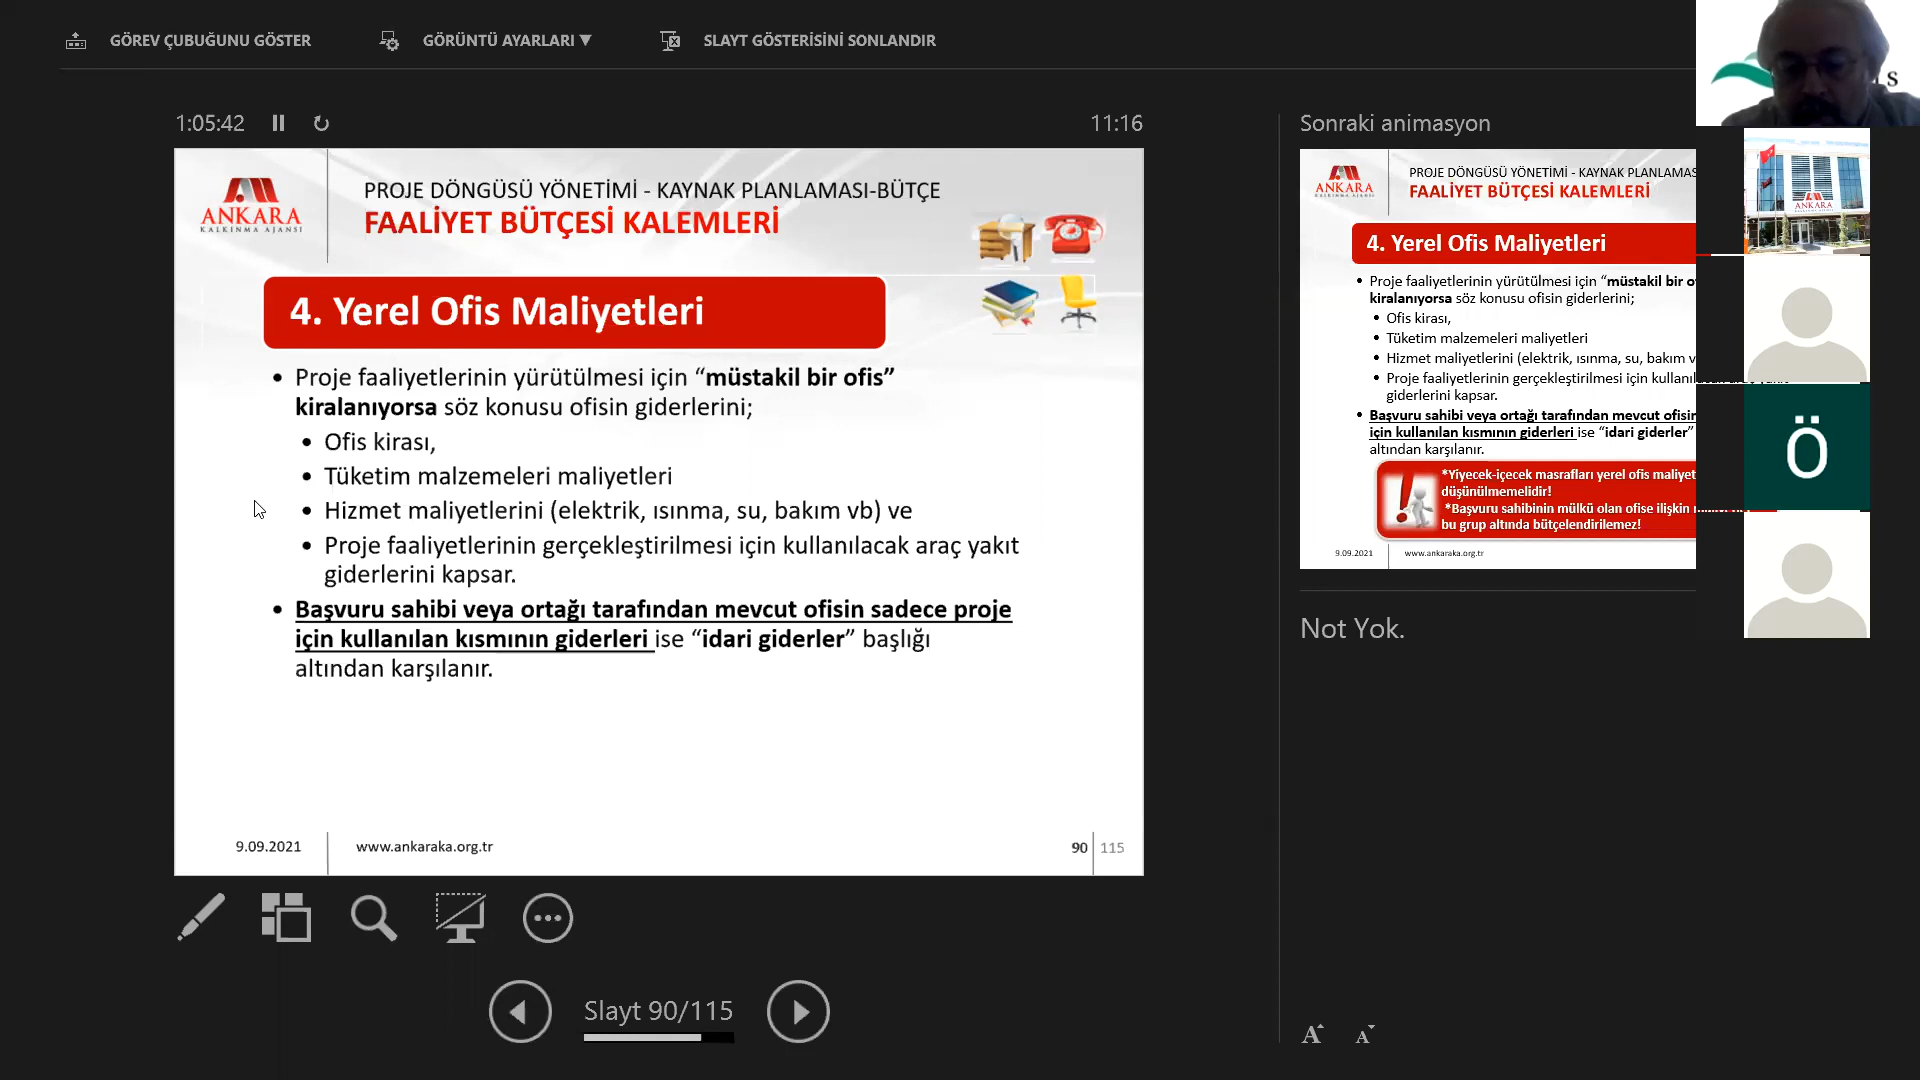 GÖREV ÇUBUĞUNU GÖSTER
GÖRÜNTÜ AYARLARI ▼
SLAYT GÖSTERİSİNİ SONLANDIR
1:05:42
11:16
ANKARA
KALKINMA AJANSI
PROJE DÖNGÜSÜ YÖNETİMİ - KAYNAK PLANLAMASI-BÜTÇE
FAALİYET BÜTÇESİ KALEMLERİ
4. Yerel Ofis Maliyetleri
• Proje faaliyetlerinin yürütülmesi için “müstakil bir ofis”
kiralanıyorsa söz konusu ofisin giderlerini;
• Ofis kirası,
• Tüketim malzemeleri maliyetleri
• Hizmet maliyetlerini (elektrik, ısınma, su, bakım vb) ve
• Proje faaliyetlerinin gerçekleştirilmesi için kullanılacak araç yakıt
giderlerini kapsar.
• Başvuru sahibi veya ortağı tarafından mevcut ofisin sadece proje
için kullanılan kısmının giderleri ise “idari giderler” başlığı
altından karşılanır.
9.09.2021
www.ankaraka.org.tr
90
115
Slayt 90/115
Sonraki animasyon
ANKARA
KALKINMA AJANSI
PROJE DÖNGÜSÜ YÖNETİMİ - KAYNAK PLANLAMAS
FAALİYET BÜTÇESİ KALEMLERİ
4. Yerel Ofis Maliyetleri
• Proje faaliyetlerinin yürütülmesi için “müstakil bir o
kiralanıyorsa söz konusu ofisin giderlerini;
• Ofis kirası,
• Tüketim malzemeleri maliyetleri
• Hizmet maliyetlerini (elektrik, ısınma, su, bakım v
• Proje faaliyetlerinin gerçekleştirilmesi için
giderlerini kapsar.
• Başvuru sahibi veya ortağı tarafından mevcut
için kullanılan kısmının giderleri ise “idari giderler”
altından karşılanır.
*Yiyecek-içecek masrafları yerel ofis maliyet
düşünülmemelidir!
*Başvuru sahibinin mülkü olan ofise ilişkin
bu grup altında bütçelendirilemez!
9.09.2021
www.ankaraka.org.tr
Not Yok.
A
A
S
ANKARA
Ö